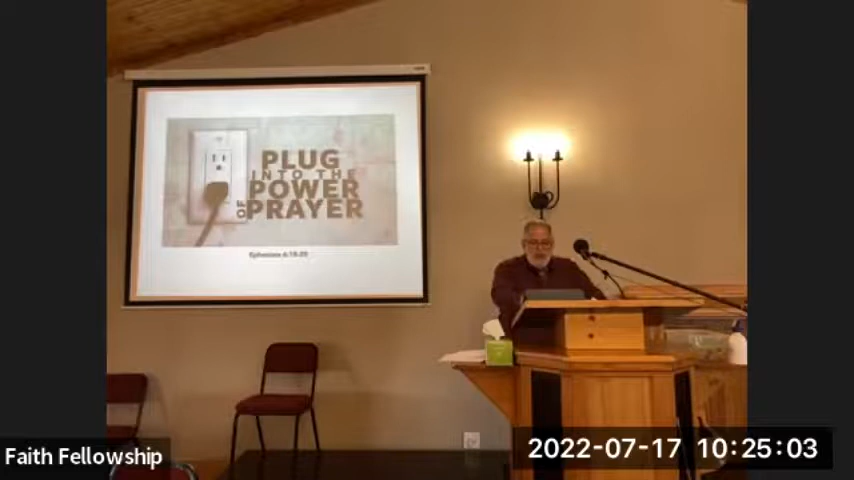 PLUG
INTO THE
POWER
OF PRAYER
Ephesians 6:18-20
Faith Fellowship
2022-07-17 10:25:03